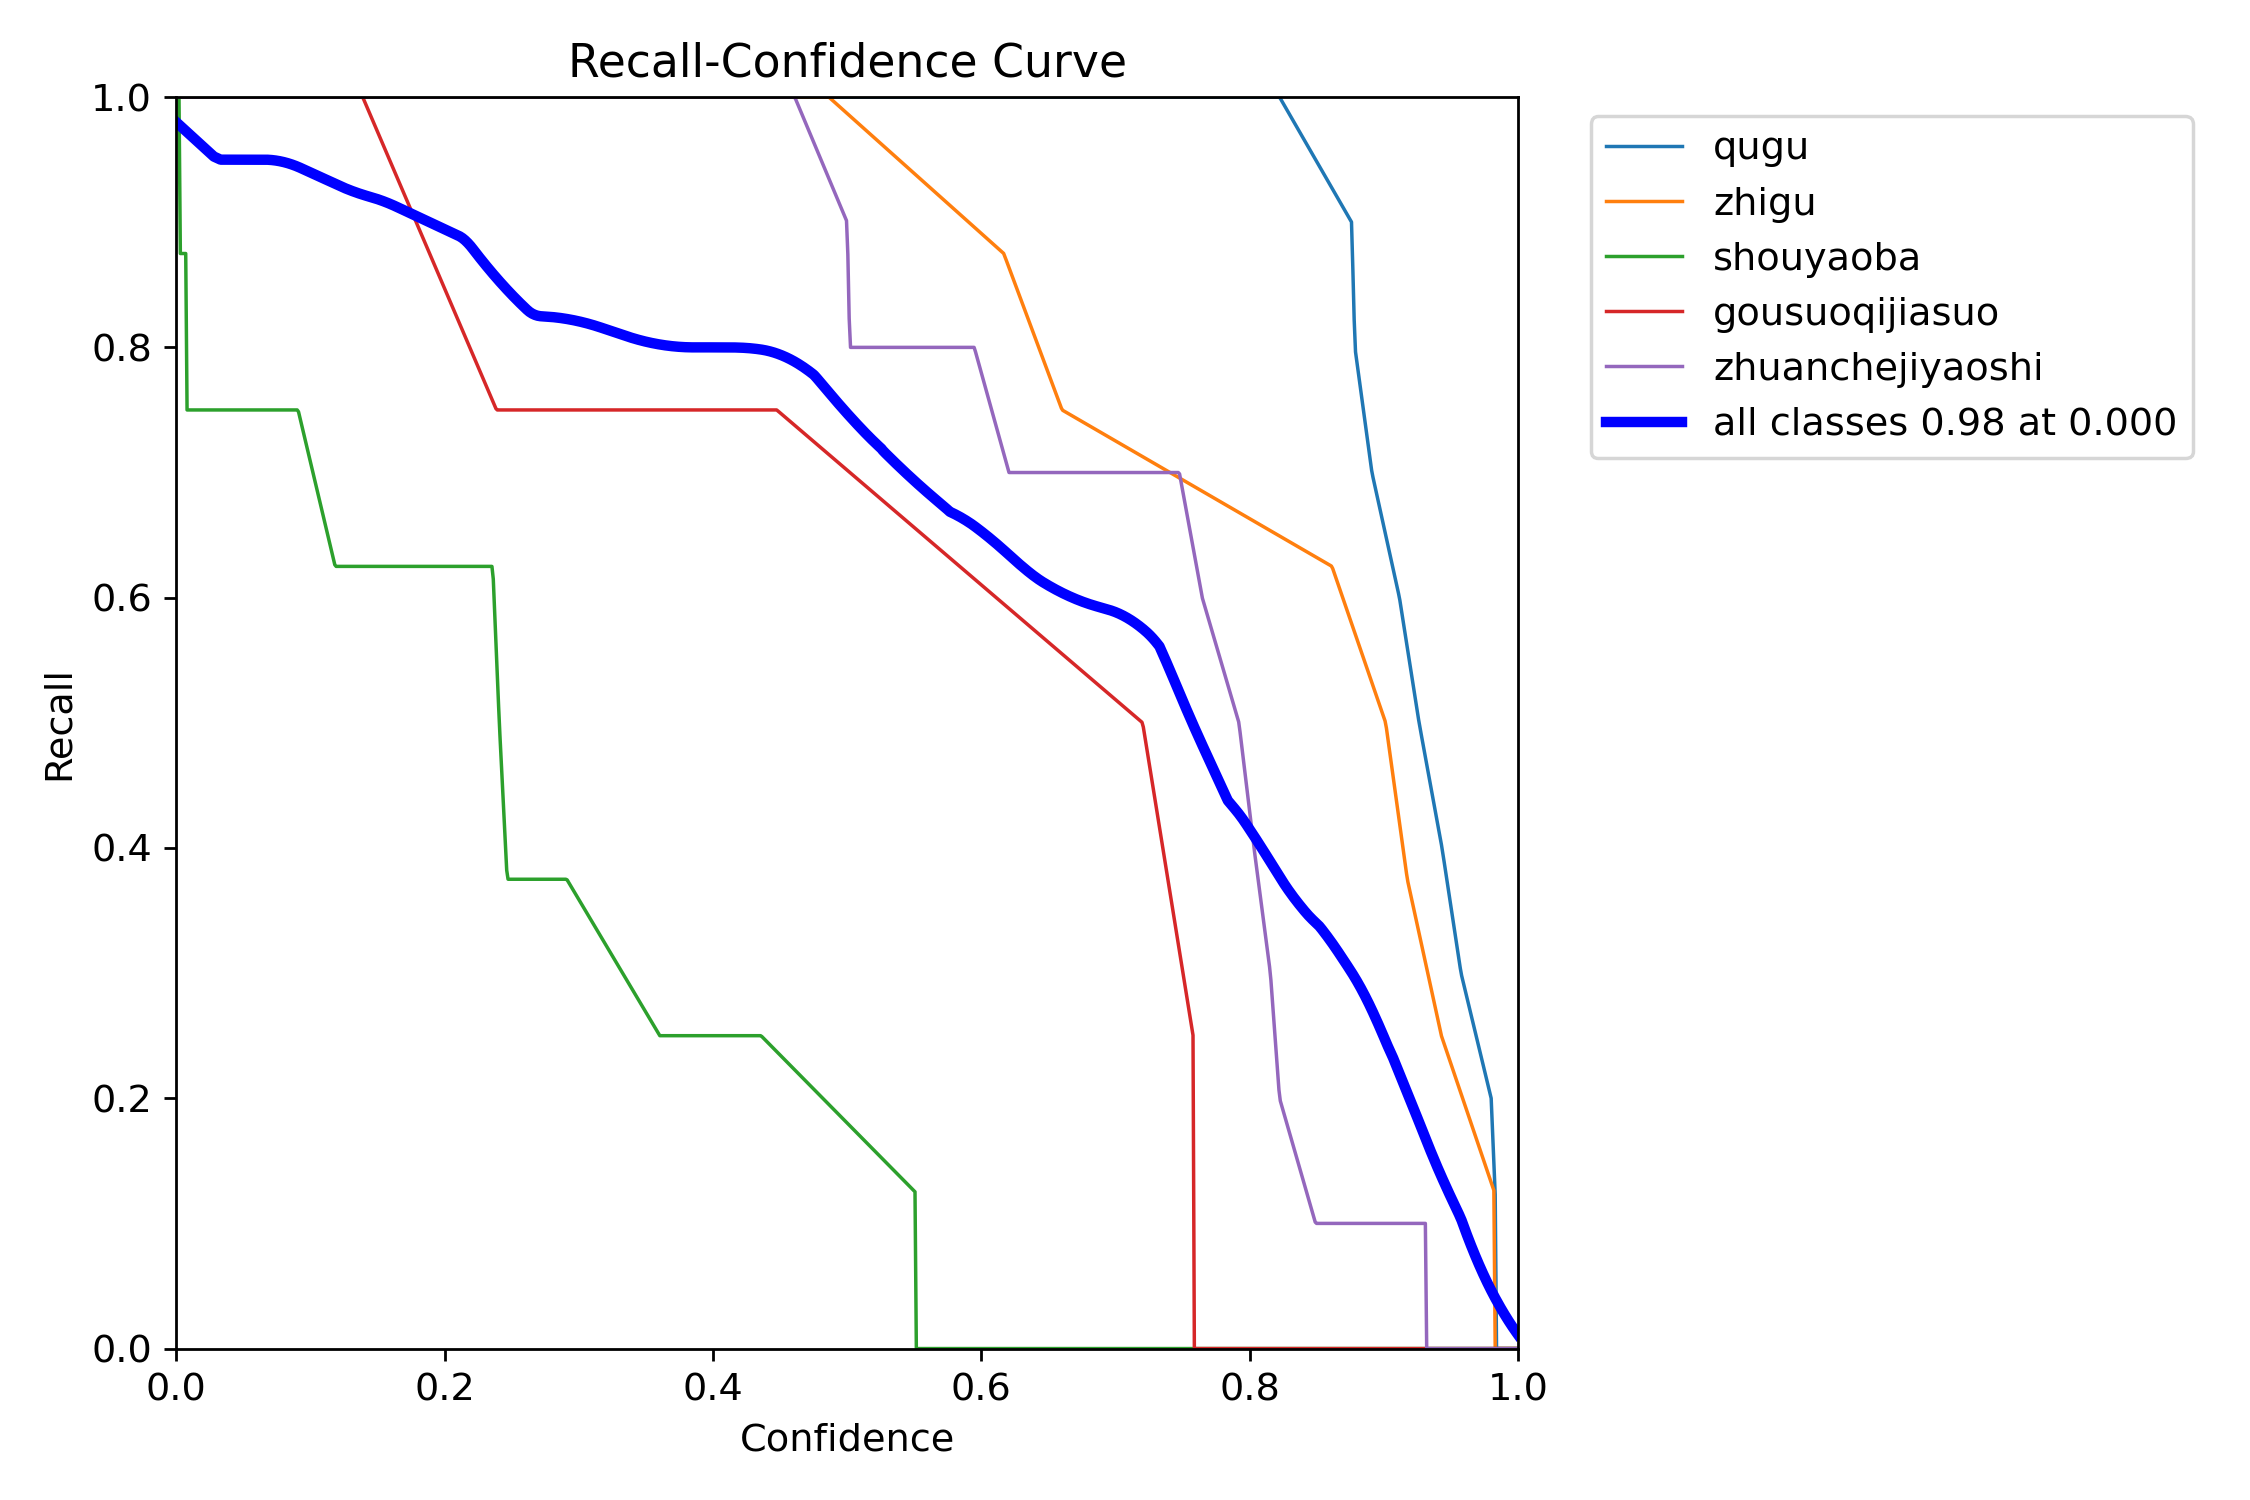 Recall-Confidence Curve
1.0
0.8
0.6
0.4
0.2
0.0
Recall
0.0 0.2 0.4 0.6 0.8 1.0
Confidence
qugu
zhigu
shouyaoba
gousuoqijiasuo
zhuanchejiyaoshi
all classes 0.98 at 0.000